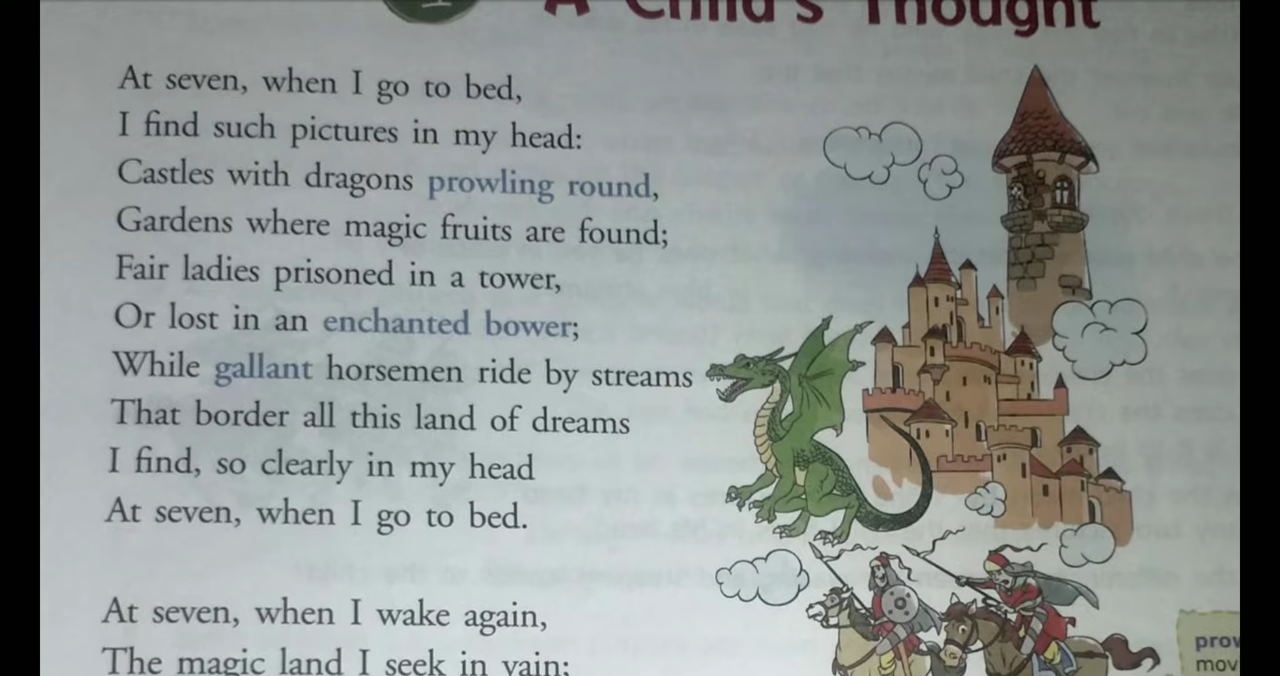 A Child's Thought
At seven, when I go to bed,
I find such pictures in my head:
Castles with dragons prowling round,
Gardens where magic fruits are found;
Fair ladies prisoned in a tower,
Or lost in an enchanted bower;
While gallant horsemen ride by streams
That border all this land of dreams
I find, so clearly in my head
At seven, when I go to bed.
At seven, when I wake again,
The magic land I seek in vain;
prow
mov